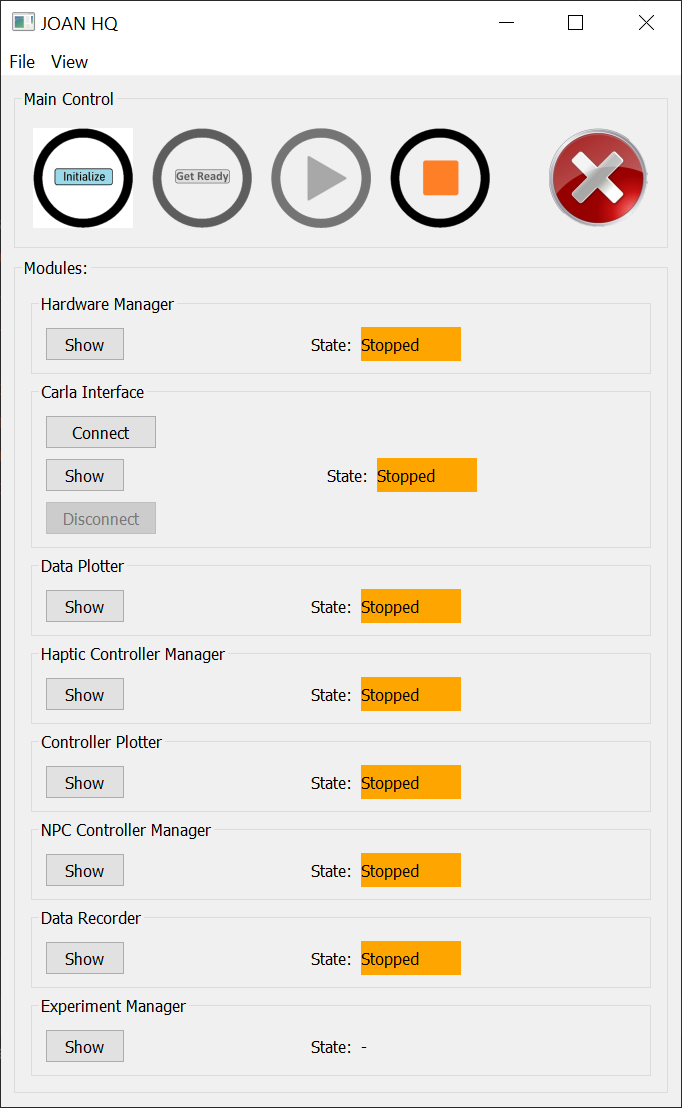 JOAN HQ
File View
Main Control
Initialize
Get Ready
Modules:
Hardware Manager
Show State: Stopped
Carla Interface
Connect
Show State: Stopped
Disconnect
Data Plotter
Show State: Stopped
Haptic Controller Manager
Show State: Stopped
Controller Plotter
Show State: Stopped
NPC Controller Manager
Show State: Stopped
Data Recorder
Show State: Stopped
Experiment Manager
Show State: -